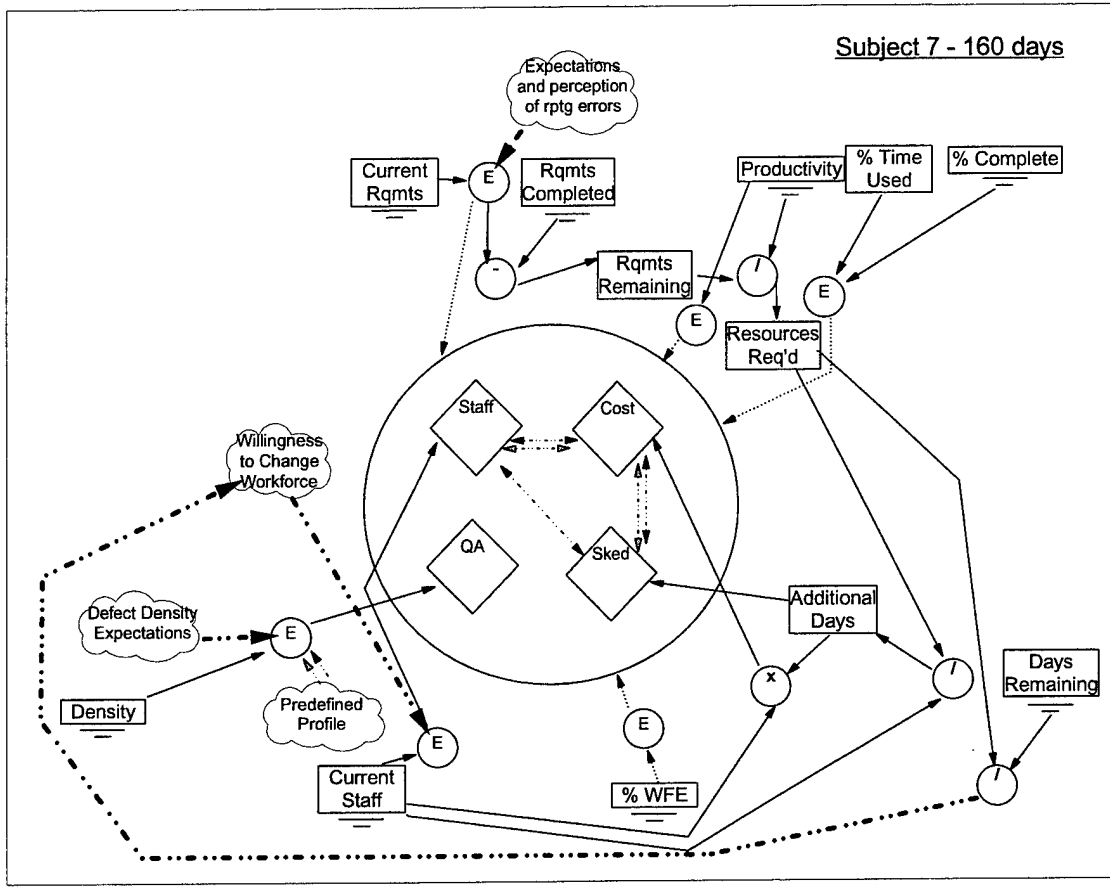 Subject 7 - 160 days
Expectations
and perception
of rptg errors
Current
Rqmts
E
Rqmts
Completed
Productivity
% Time
Used
% Complete
-
Rqmts
Remaining
/
E
E
Resources
Req'd
Staff
Cost
Willingness
to Change
Workforce
QA
Sked
Defect Density
Expectations
E
Additional
Days
Density
Predefined
Profile
E
x
/
Days
Remaining
E
Current
Staff
% WFE
/